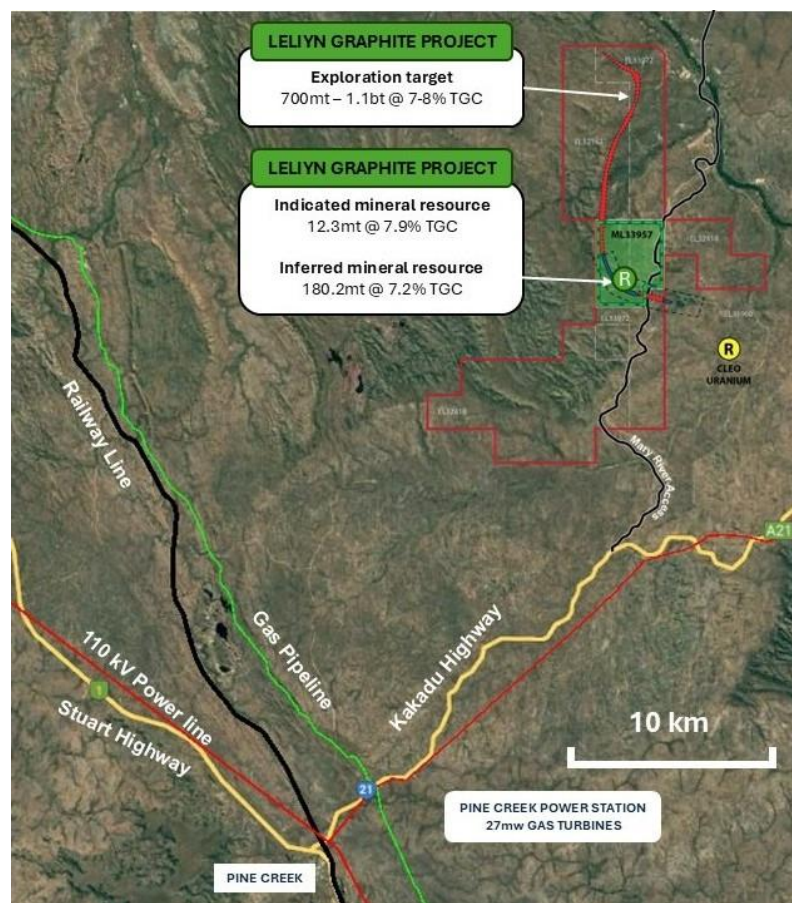 LELIYN GRAPHITE PROJECT
Exploration target
700mt – 1.1bt @ 7-8% TGC
LELIYN GRAPHITE PROJECT
Indicated mineral resource
12.3mt @ 7.9% TGC
Inferred mineral resource
180.2mt @ 7.2% TGC
ML33957
R
R
CLEO
URANIUM
Mary River Access
A21
Railway Line
Gas Pipeline
Kakadu Highway
110 kV Power line
1
Stuart Highway
10 km
21
PINE CREEK POWER STATION
27mw GAS TURBINES
PINE CREEK